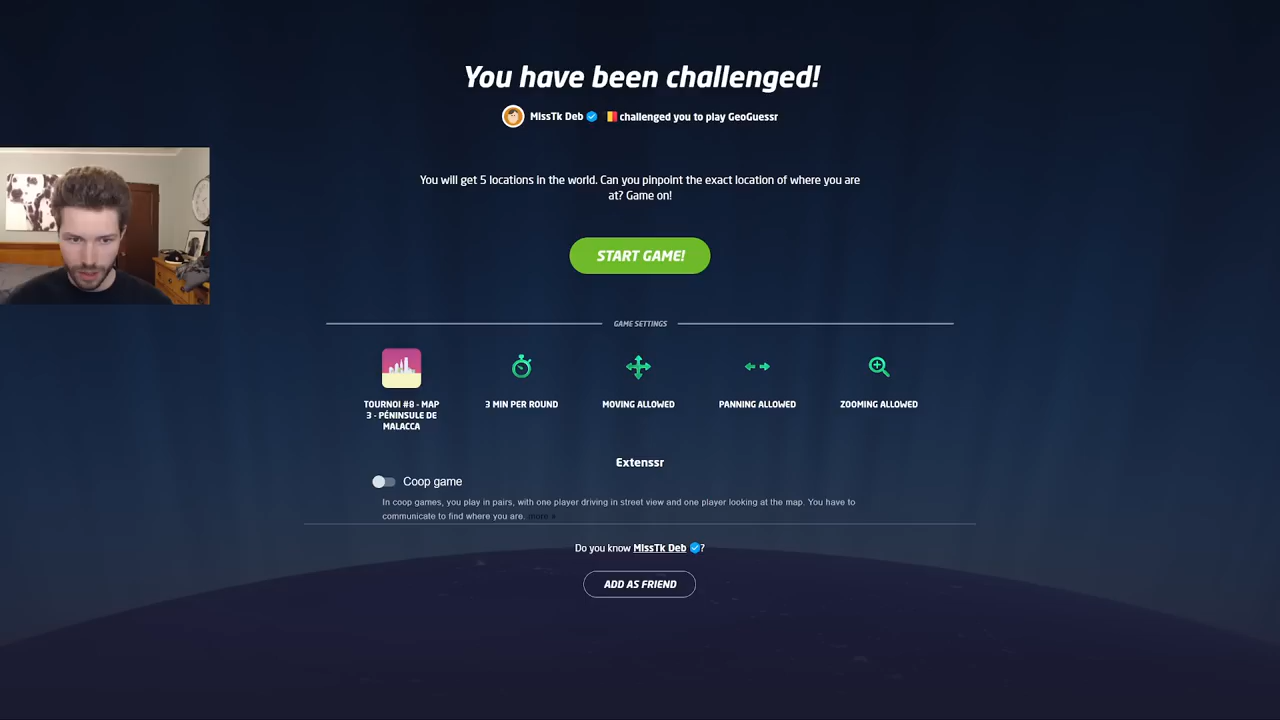 You have been challenged!
MissTk Deb challenged you to play GeoGuessr
You will get 5 locations in the world. Can you pinpoint the exact location of where you are
at? Game on!
START GAME!
GAME SETTINGS
TOURNOI #8 - MAP
3 - PÉNINSULE DE
MALACCA
3 MIN PER ROUND
MOVING ALLOWED
PANNING ALLOWED
ZOOMING ALLOWED
Extenssr
Coop game
In coop games, you play in pairs, with one player driving in street view and one player looking at the map. You have to
communicate to find where you are. more »
Do you know MissTk Deb ?
ADD AS FRIEND